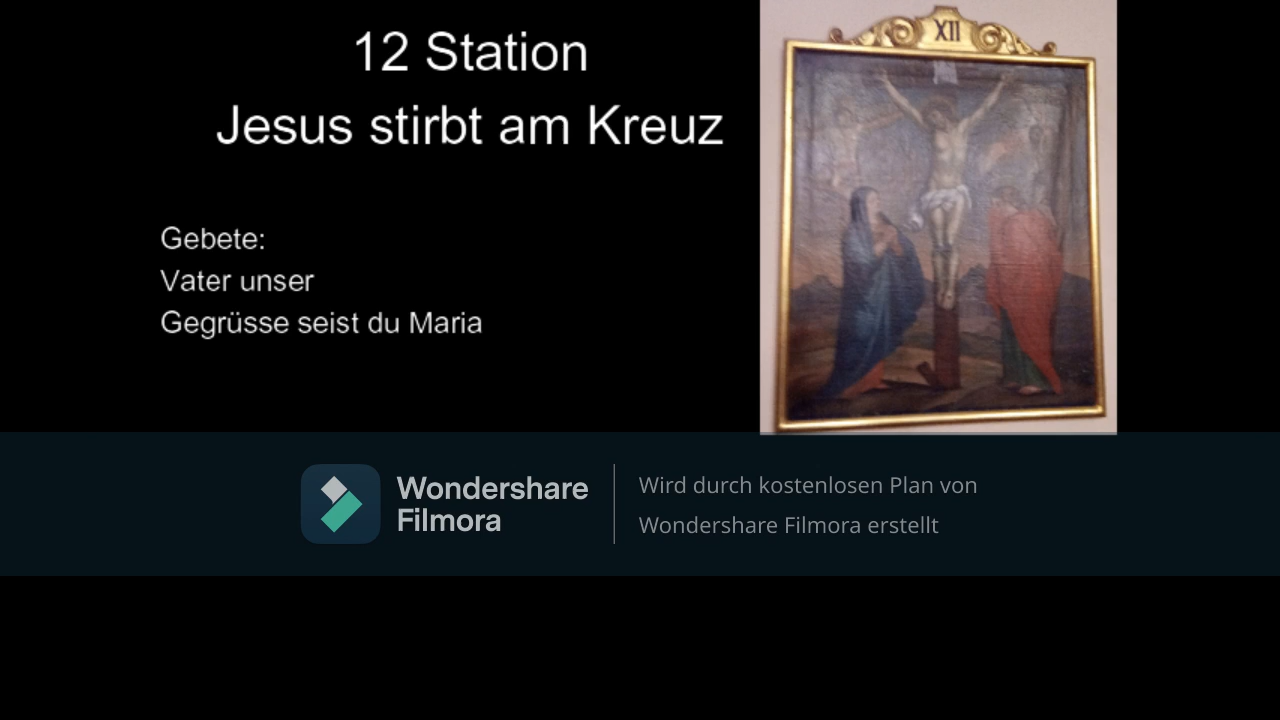 12 Station
Jesus stirbt am Kreuz
XII
Gebete:
Vater unser
Gegrüsse seist du Maria
Wondershare
Filmora
Wird durch kostenlosen Plan von
Wondershare Filmora erstellt